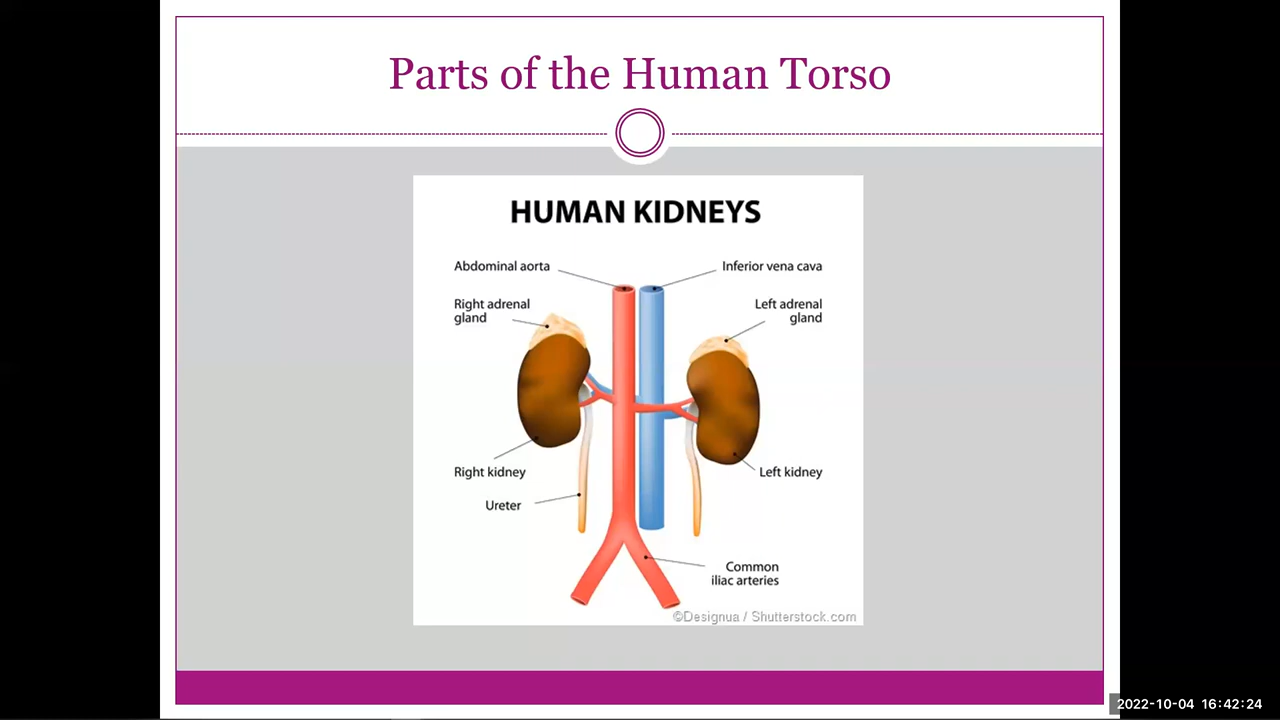 Parts of the Human Torso
HUMAN KIDNEYS
Abdominal aorta
Inferior vena cava
Right adrenal
gland
Left adrenal
gland
Right kidney
Left kidney
Ureter
Common
iliac arteries
©Designua / Shutterstock.com
2022-10-04 16:42:24